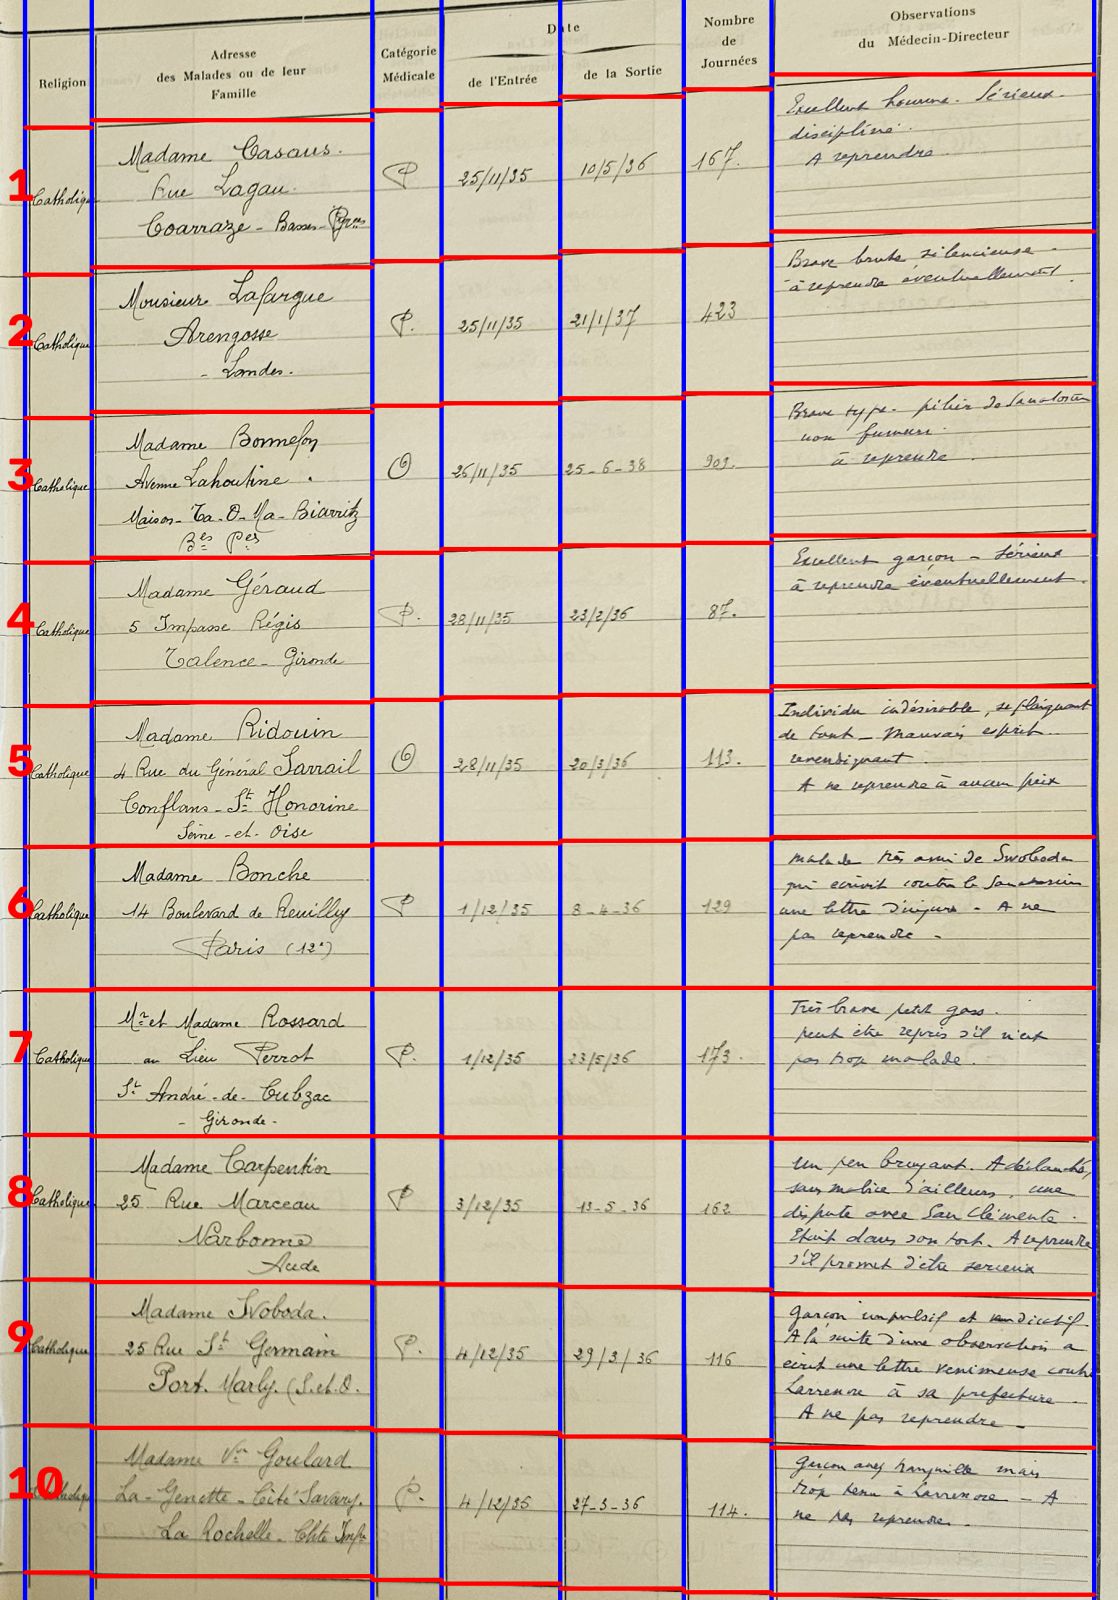 Religion
Adresse
des Malades ou de leur
Famille
Catégorie
Médicale
Date
de l'Entrée
de la Sortie
Nombre
de
Journées
Observations
du Médecin-Directeur
1
Catholique
Madame Casaus.
Rue Lagau.
Coarraze - Basses-Pyr^nées
P
25/11/35
10/5/36
167.
Excellent homme. Sérieux.
discipliné.
A reprendre
2
Catholique
Monsieur Lafargue
Arengosse
- Landes.
P.
25/11/35
21/1/37
423
Brave brute silencieuse
à reprendre éventuellement.
3
Catholique
Madame Bonnefon
Avenue Lahoutine.
Maison-Ta-O-Ma-Biarritz
Bses Pes
O
26/11/35
25-6-38
909.
Brave type. pilier de Sanatorium
non fumeur.
à reprendre
4
Catholique
Madame Géraud
5 Impasse Régis
Talence - Gironde
P.
28/11/35
23/2/36
87.
Excellent garçon - Sérieux
à reprendre éventuellement.
5
Catholique
Madame Ridouin
4 Rue du Général Sarrail
Conflans-St Honorine
Seine-et-Oise
O
28/11/35
20/3/36
113.
Individu indésirable, se plaignant
de tout - Mauvais esprit.
revendiquant.
A ne reprendre à aucun prix
6
Catholique
Madame Bonche
14 Boulevard de Reuilly
Paris (12e)
P
1/12/35
8-4-36
129
Malade très ami de Swoboda
qui écrivit contre le Sanatorium
une lettre d'injure - A ne
pas reprendre -
7
Catholique
Mr et Madame Rossard
au Lieu Perrot
St André-de-Cubzac
- Gironde -
P.
1/12/35
23/5/36
173.
Très brave petit gass.
peut être repris s'il n'est
pas trop malade.
8
Catholique
Madame Carpentier
25 Rue Marceau
Narbonne
Aude
P
3/12/35
13-5-36
162
Un peu bruyant. A déclanché,
sans malice d'ailleurs, une
dispute avec San Clemente.
Etait dans son tort. A reprendre
s'il promet d'être sérieux
9
Catholique
Madame Svoboda.
25 Rue St Germain
Port. Marly. (S.et.O.
P.
4/12/35
29/3/36
116
Garçon impulsif et vindicatif.
A la suite d'une observation a
écrit une lettre venimeuse contre
Larressore à sa préfecture.
A ne pas reprendre -
10
Catholique
Madame Vve Goulard
La-Genette-Cité Savary.
La Rochelle - Chte Infre
P.
4/12/35
27-3-36
114.
Garçon assez tranquille mais
trop tenu à Larressore - A
ne pas reprendre.